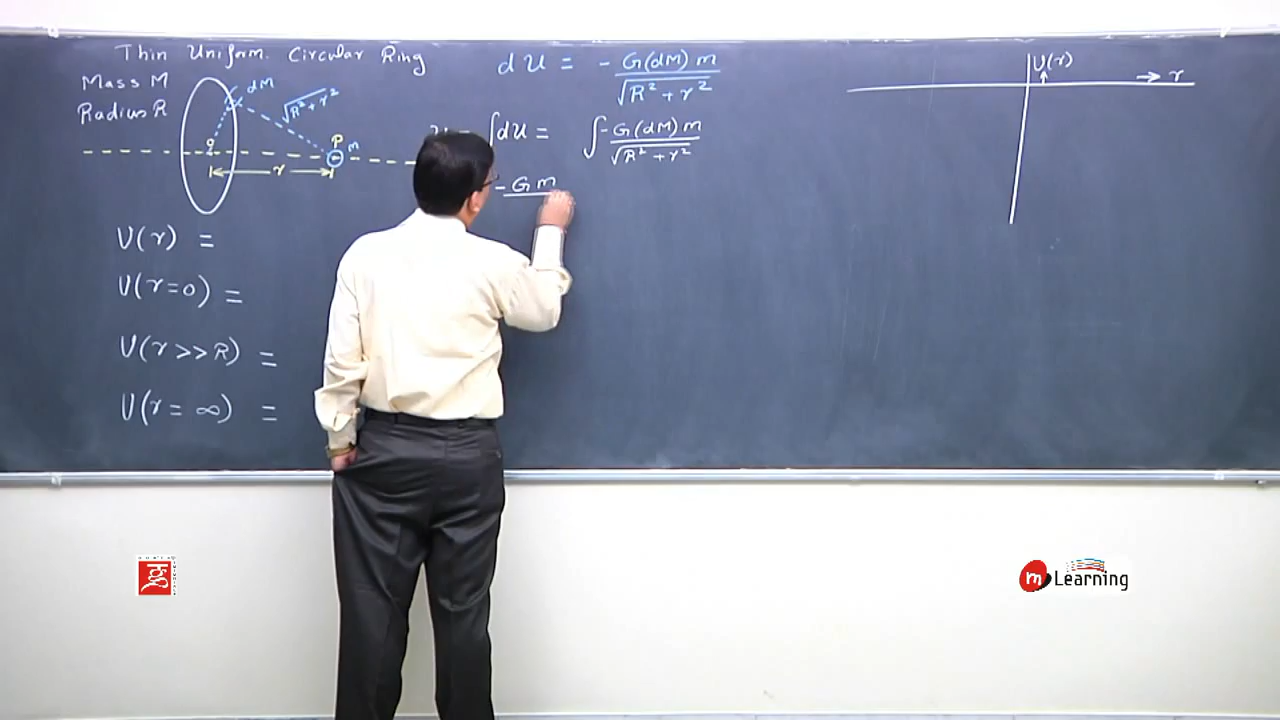 Thin Uniform Circular Ring
Mass M
Radius R
dM
√R² + r²
O
P
m
r
dU = - G(dM) m / √R² + r²
∫dU = ∫ - G(dM) m / √R² + r²
- G m
V(r) =
V(r=0) =
V(r>>R) =
V(r = ∞) =
V(r)
r
m Learning